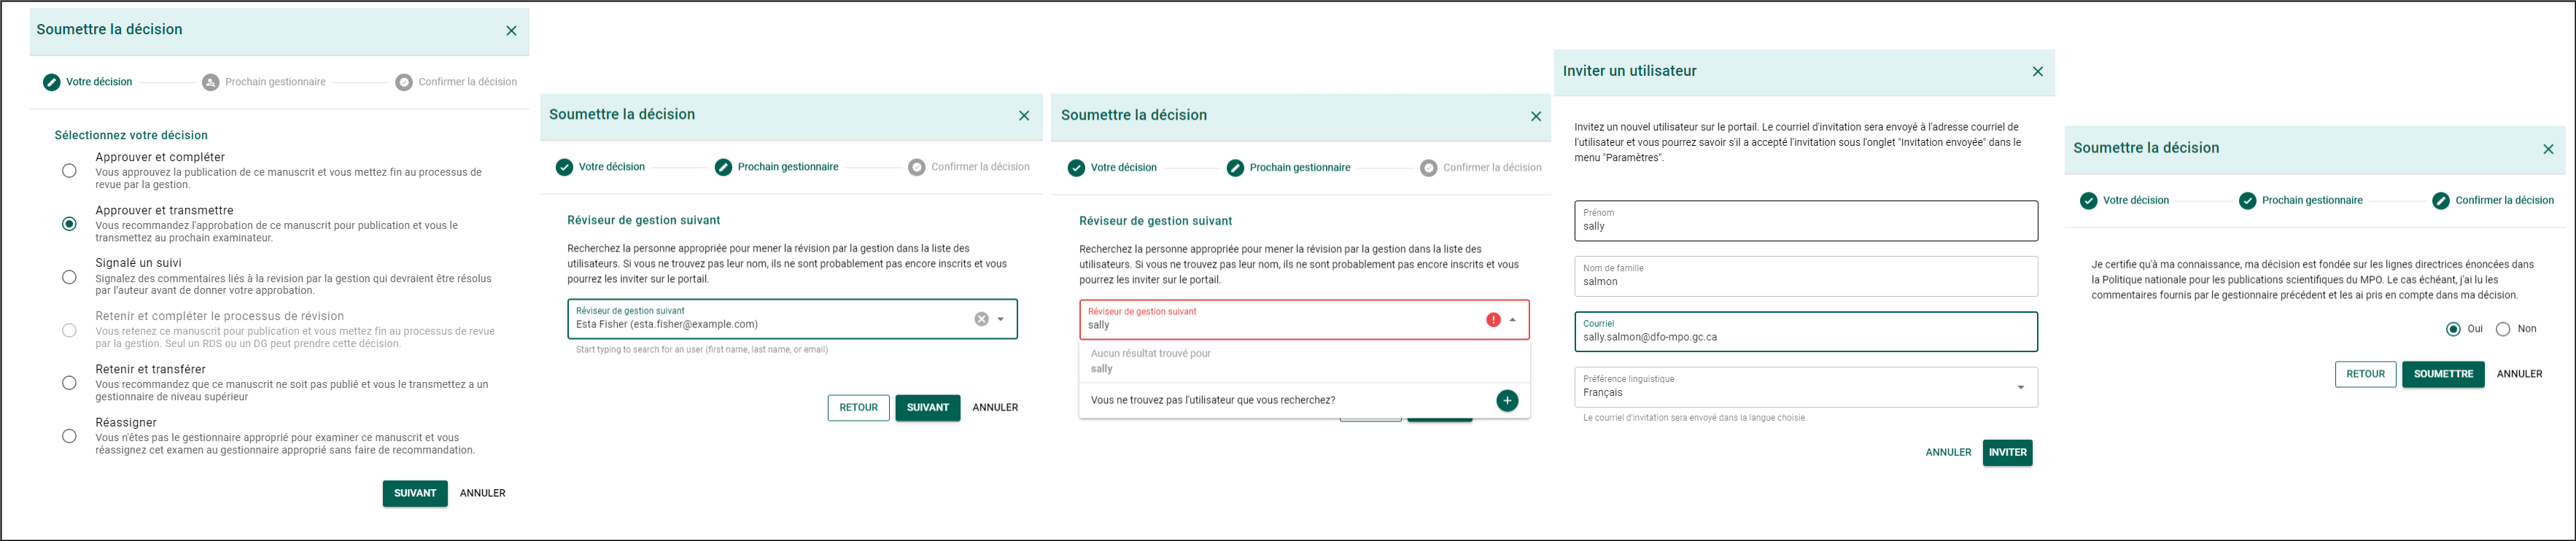 Soumettre la décision
Votre décision
Prochain gestionnaire
Confirmer la décision
Sélectionnez votre décision
Approuver et compléter
Vous approuvez la publication de ce manuscrit et vous mettez fin au processus de
revue par la gestion.
Approuver et transmettre
Vous recommandez l'approbation de ce manuscrit pour publication et vous le
transmettez au prochain examinateur.
Signalé un suivi
Signalez des commentaires liés à la revision par la gestion qui devraient être résolus
par l'auteur avant de donner votre approbation.
Retenir et compléter le processus de révision
Vous retenez ce manuscrit pour publication et vous mettez fin au processus de revue
par la gestion. Seul un RDS ou un DG peut prendre cette décision.
Retenir et transférer
Vous recommandez que ce manuscrit ne soit pas publié et vous le transmettez a un
gestionnaire de niveau supérieur
Réassigner
Vous n'êtes pas le gestionnaire approprié pour examiner ce manuscrit et vous
réassignez cet examen au gestionnaire approprié sans faire de recommandation.
SUIVANT
ANNULER
Soumettre la décision
Votre décision
Prochain gestionnaire
Confirmer la décision
Réviseur de gestion suivant
Recherchez la personne appropriée pour mener la révision par la gestion dans la liste des
utilisateurs. Si vous ne trouvez pas leur nom, ils ne sont probablement pas encore inscrits et vous
pourrez les inviter sur le portail.
Réviseur de gestion suivant
Esta Fisher (esta.fisher@example.com)
Start typing to search for an user (first name, last name, or email)
RETOUR
SUIVANT
ANNULER
Soumettre la décision
Votre décision
Prochain gestionnaire
Confirmer la décision
Réviseur de gestion suivant
Recherchez la personne appropriée pour mener la révision par la gestion dans la liste des
utilisateurs. Si vous ne trouvez pas leur nom, ils ne sont probablement pas encore inscrits et vous
pourrez les inviter sur le portail.
Réviseur de gestion suivant
sally
Aucun résultat trouvé pour
sally
Vous ne trouvez pas l'utilisateur que vous recherchez?
Inviter un utilisateur
Invitez un nouvel utilisateur sur le portail. Le courriel d'invitation sera envoyé à l'adresse courriel de
l'utilisateur et vous pourrez savoir s'il a accepté l'invitation sous l'onglet "Invitation envoyée" dans le
menu "Paramètres".
Prénom
sally
Nom de famille
salmon
Courriel
sally.salmon@dfo-mpo.gc.ca
Préférence linguistique
Français
Le courriel d'invitation sera envoyé dans la langue choisie.
ANNULER
INVITER
Soumettre la décision
Votre décision
Prochain gestionnaire
Confirmer la décision
Je certifie qu'à ma connaissance, ma décision est fondée sur les lignes directrices énoncées dans
la Politique nationale pour les publications scientifiques du MPO. Le cas échéant, j'ai lu les
commentaires fournis par le gestionnaire précédent et les ai pris en compte dans ma décision.
Oui
Non
RETOUR
SOUMETTRE
ANNULER